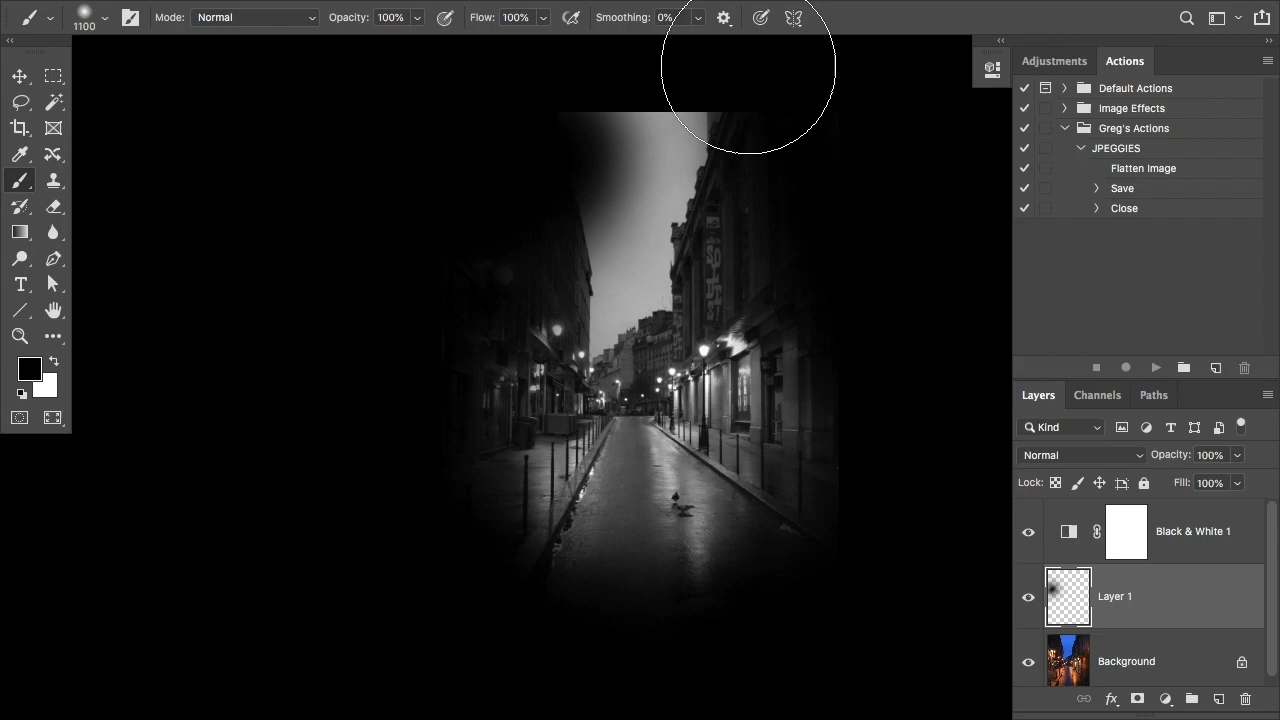 1100
Mode: Normal
Opacity: 100%
Flow: 100%
Smoothing: 0%
Adjustments
Actions
Default Actions
Image Effects
Greg's Actions
JPEGGIES
Flatten Image
Save
Close
Layers
Channels
Paths
Kind
Normal
Opacity: 100%
Lock:
Fill: 100%
Black & White 1
Layer 1
Background